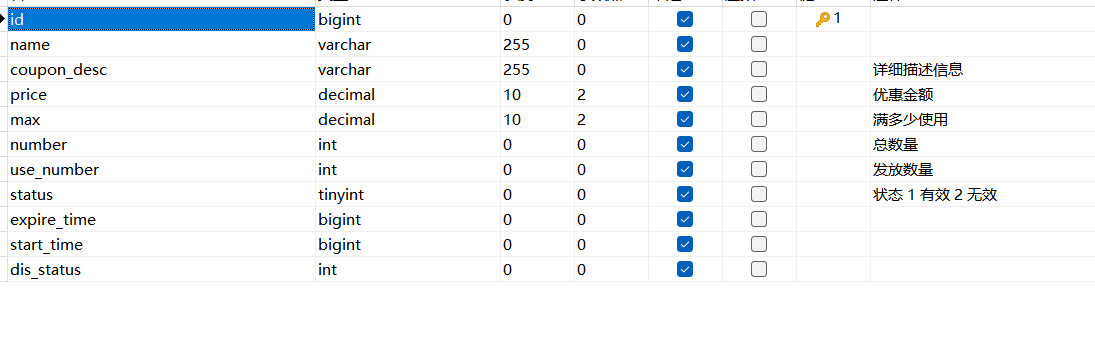 id bigint 0 0 1
name varchar 255 0
coupon_desc varchar 255 0 详细描述信息
price decimal 10 2 优惠金额
max decimal 10 2 满多少使用
number int 0 0 总数量
use_number int 0 0 发放数量
status tinyint 0 0 状态 1 有效 2 无效
expire_time bigint 0 0
start_time bigint 0 0
dis_status int 0 0